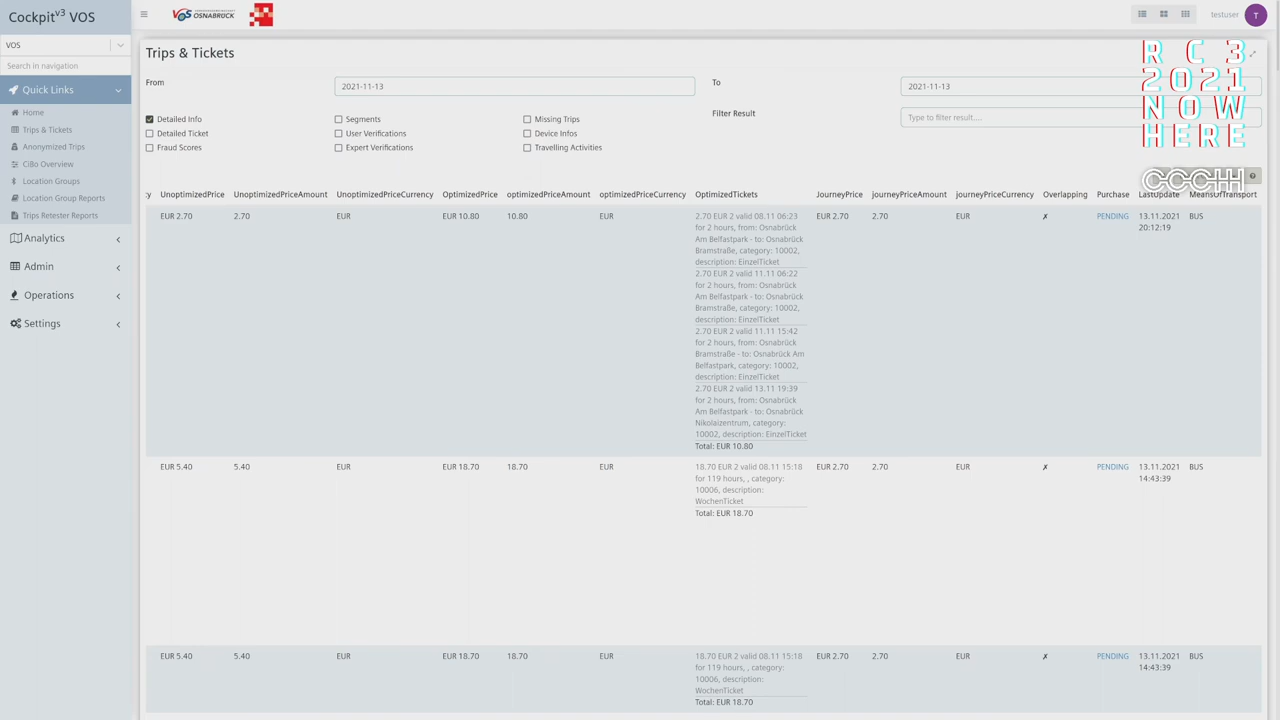 Cockpitv3 VOS
VOS OSNABRÜCK
testuser T
VOS
Search in navigation
Quick Links
Home
Trips & Tickets
Anonymized Trips
CiBo Overview
Location Groups
Location Group Reports
Trips Retester Reports
Analytics
Admin
Operations
Settings
Trips & Tickets
From 2021-11-13 To 2021-11-13
Filter Result Type to filter result....
Detailed Info Segments Missing Trips
Detailed Ticket User Verifications Device Infos
Fraud Scores Expert Verifications Travelling Activities
RC3
2021
NOW
HERE
CCCHH
y UnoptimizedPrice UnoptimizedPriceAmount UnoptimizedPriceCurrency OptimizedPrice optimizedPriceAmount optimizedPriceCurrency OptimizedTickets JourneyPrice journeyPriceAmount journeyPriceCurrency Overlapping Purchase LastUpdate MeansOfTransport
EUR 2.70 2.70 EUR EUR 10.80 10.80 EUR 2.70 EUR 2 valid 08.11 06:23 EUR 2.70 2.70 EUR ✗ PENDING 13.11.2021 BUS
for 2 hours, from: Osnabrück 20:12:19
Am Belfastpark - to: Osnabrück
Bramstraße, category: 10002,
description: EinzelTicket
2.70 EUR 2 valid 11.11 06:22
for 2 hours, from: Osnabrück
Am Belfastpark - to: Osnabrück
Bramstraße, category: 10002,
description: EinzelTicket
2.70 EUR 2 valid 11.11 15:42
for 2 hours, from: Osnabrück
Bramstraße - to: Osnabrück Am
Belfastpark, category: 10002,
description: EinzelTicket
2.70 EUR 2 valid 13.11 19:39
for 2 hours, from: Osnabrück
Am Belfastpark - to: Osnabrück
Nikolaizentrum, category:
10002, description: EinzelTicket
Total: EUR 10.80
EUR 5.40 5.40 EUR EUR 18.70 18.70 EUR 18.70 EUR 2 valid 08.11 15:18 EUR 2.70 2.70 EUR ✗ PENDING 13.11.2021 BUS
for 119 hours, , category: 14:43:39
10006, description:
WochenTicket
Total: EUR 18.70
EUR 5.40 5.40 EUR EUR 18.70 18.70 EUR 18.70 EUR 2 valid 08.11 15:18 EUR 2.70 2.70 EUR ✗ PENDING 13.11.2021 BUS
for 119 hours, , category: 14:43:39
10006, description:
WochenTicket
Total: EUR 18.70